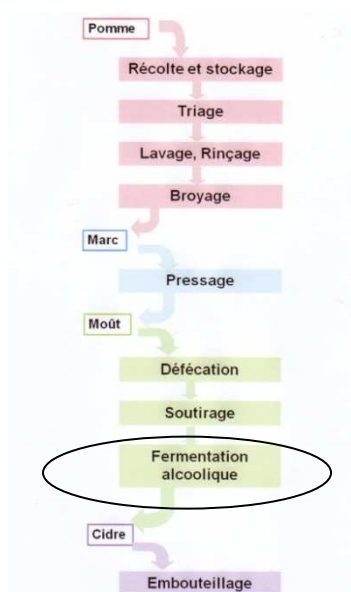 Pomme
Récolte et stockage
Triage
Lavage, Rinçage
Broyage
Marc
Pressage
Moût
Défécation
Soutirage
Fermentation
alcoolique
Cidre
Embouteillage